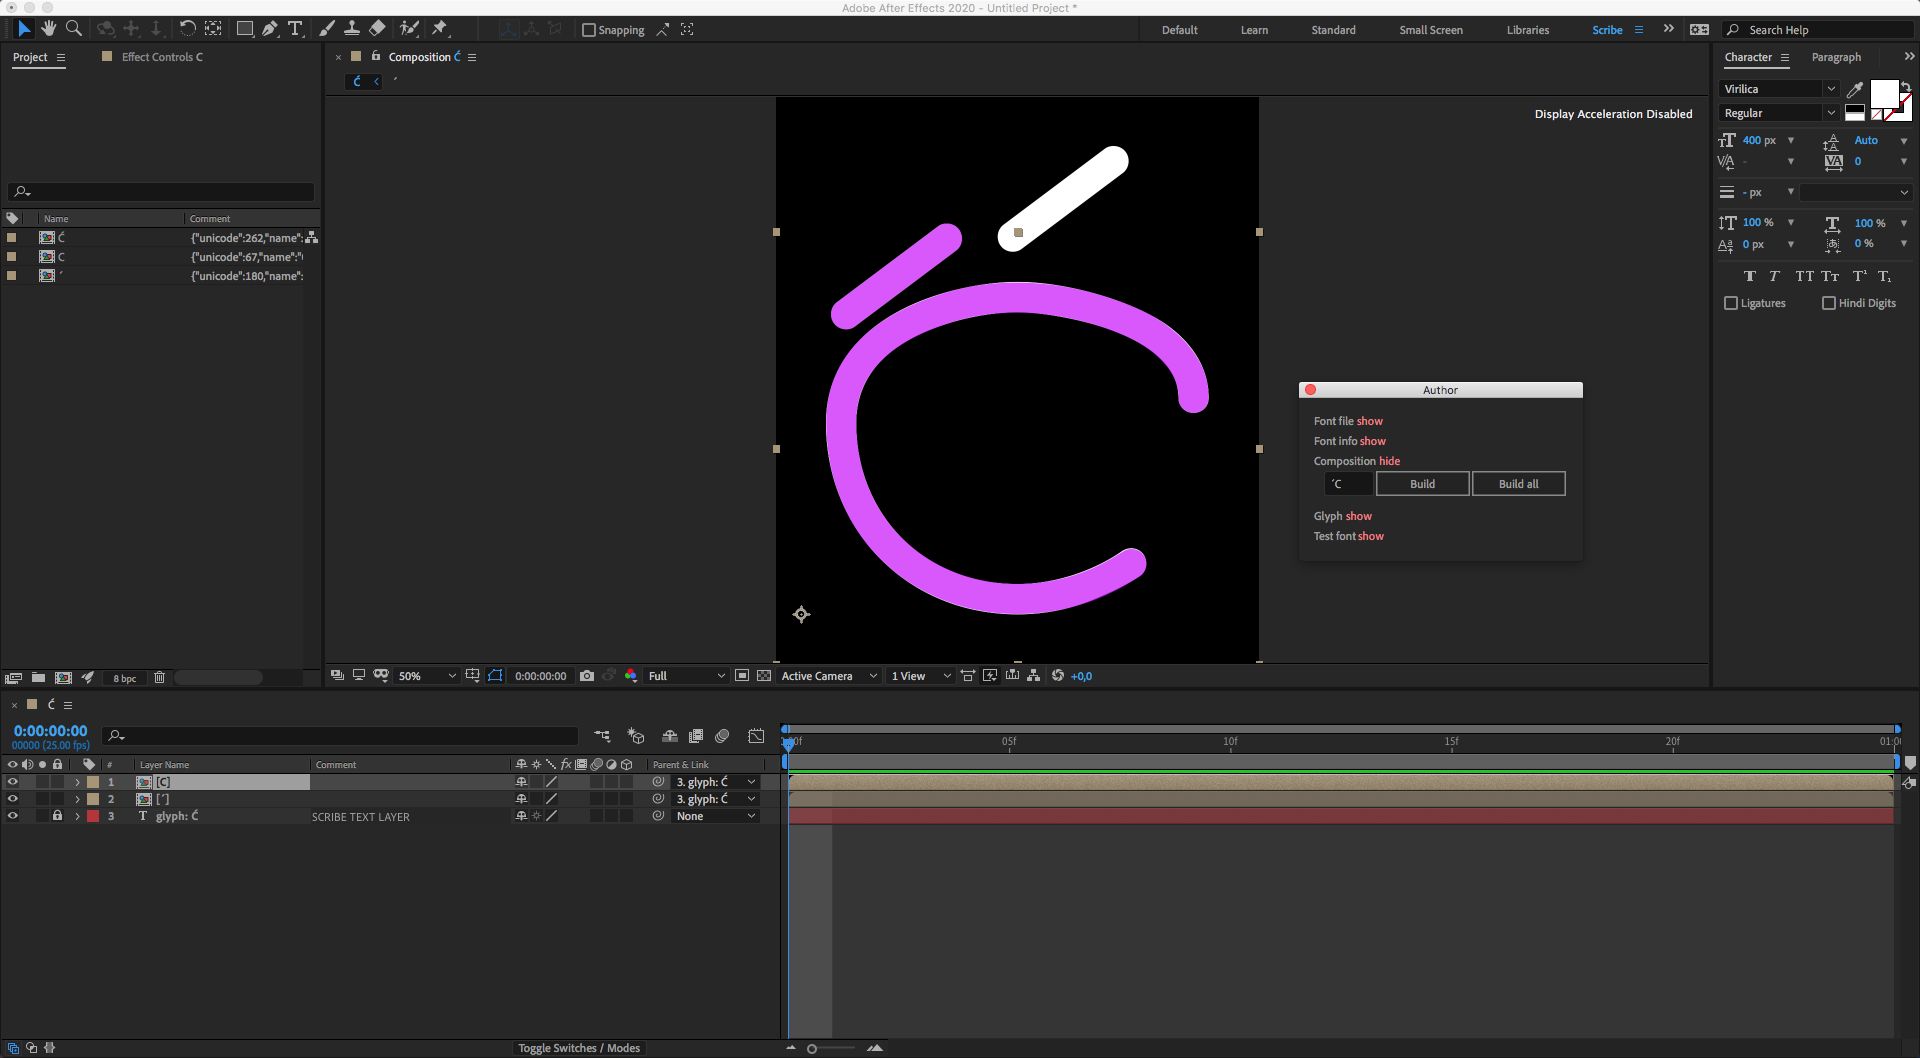 Adobe After Effects 2020 - Untitled Project *
Snapping
Default
Learn
Standard
Small Screen
Libraries
Scribe
Search Help
Project
Effect Controls C
Composition Ć
Ć
´
Character
Paragraph
Virilica
Regular
400 px
Auto
-
0
- px
100 %
100 %
0 px
0 %
T T TT Tт T¹ T₁
Ligatures
Hindi Digits
Display Acceleration Disabled
Name
Comment
Ć {"unicode":262,"name":
C {"unicode":67,"name":"
´ {"unicode":180,"name":
Author
Font file show
Font info show
Composition hide
´C
Build
Build all
Glyph show
Test font show
8 bpc
50%
0:00:00:00
Full
Active Camera
1 View
+0,0
Ć
0:00:00:00
00000 (25.00 fps)
:00f
05f
10f
15f
20f
01:0
#
Layer Name
Comment
fx
Parent & Link
1 [C] 3. glyph: Ć
2 [´] 3. glyph: Ć
3 T glyph: Ć SCRIBE TEXT LAYER None
Toggle Switches / Modes